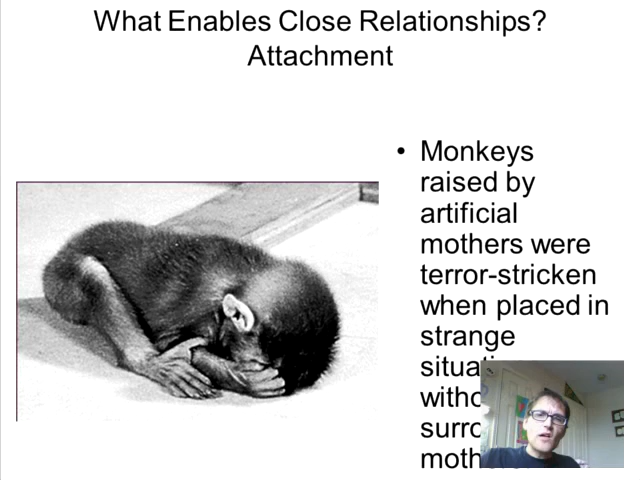 What Enables Close Relationships?
Attachment
• Monkeys
raised by
artificial
mothers were
terror-stricken
when placed in
strange